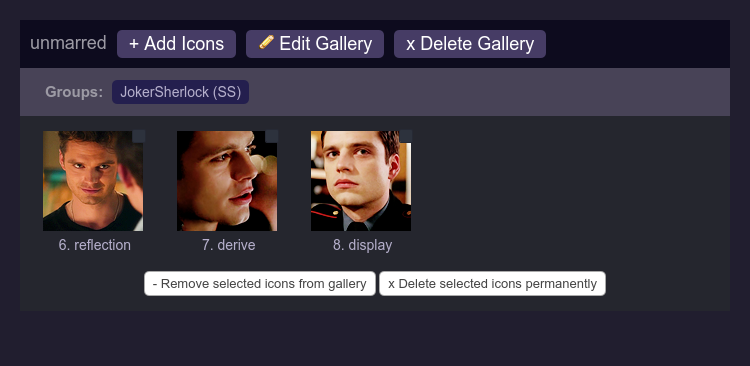 unmarred + Add Icons Edit Gallery x Delete Gallery
Groups: JokerSherlock (SS)
6. reflection 7. derive 8. display
- Remove selected icons from gallery x Delete selected icons permanently